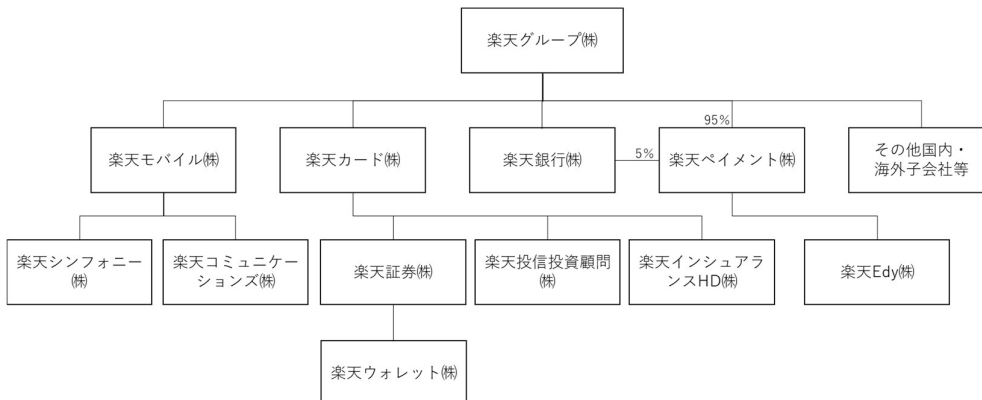 楽天グループ㈱
95%
楽天モバイル㈱
楽天カード㈱
楽天銀行㈱
5%
楽天ペイメント㈱
その他国内・
海外子会社等
楽天シンフォニー
㈱
楽天コミュニケー
ションズ㈱
楽天証券㈱
楽天投信投資顧問
㈱
楽天インシュアラ
ンスHD㈱
楽天Edy㈱
楽天ウォレット㈱